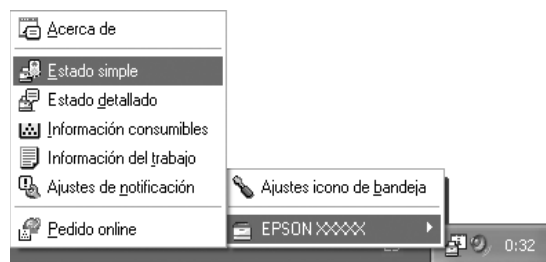 Acerca de
Estado simple
Estado detallado
Información consumibles
Información del trabajo
Ajustes de notificación
Pedido online
Ajustes icono de bandeja
EPSON XXXXX
0:32